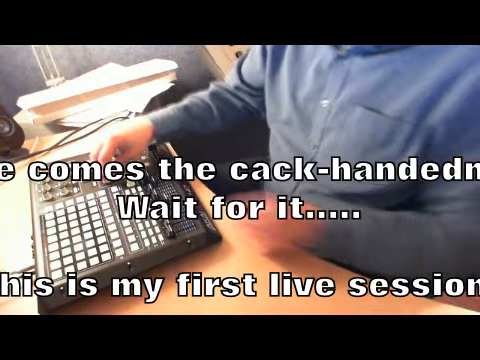 e comes the cack-handedn
Wait for it.....
his is my first live session